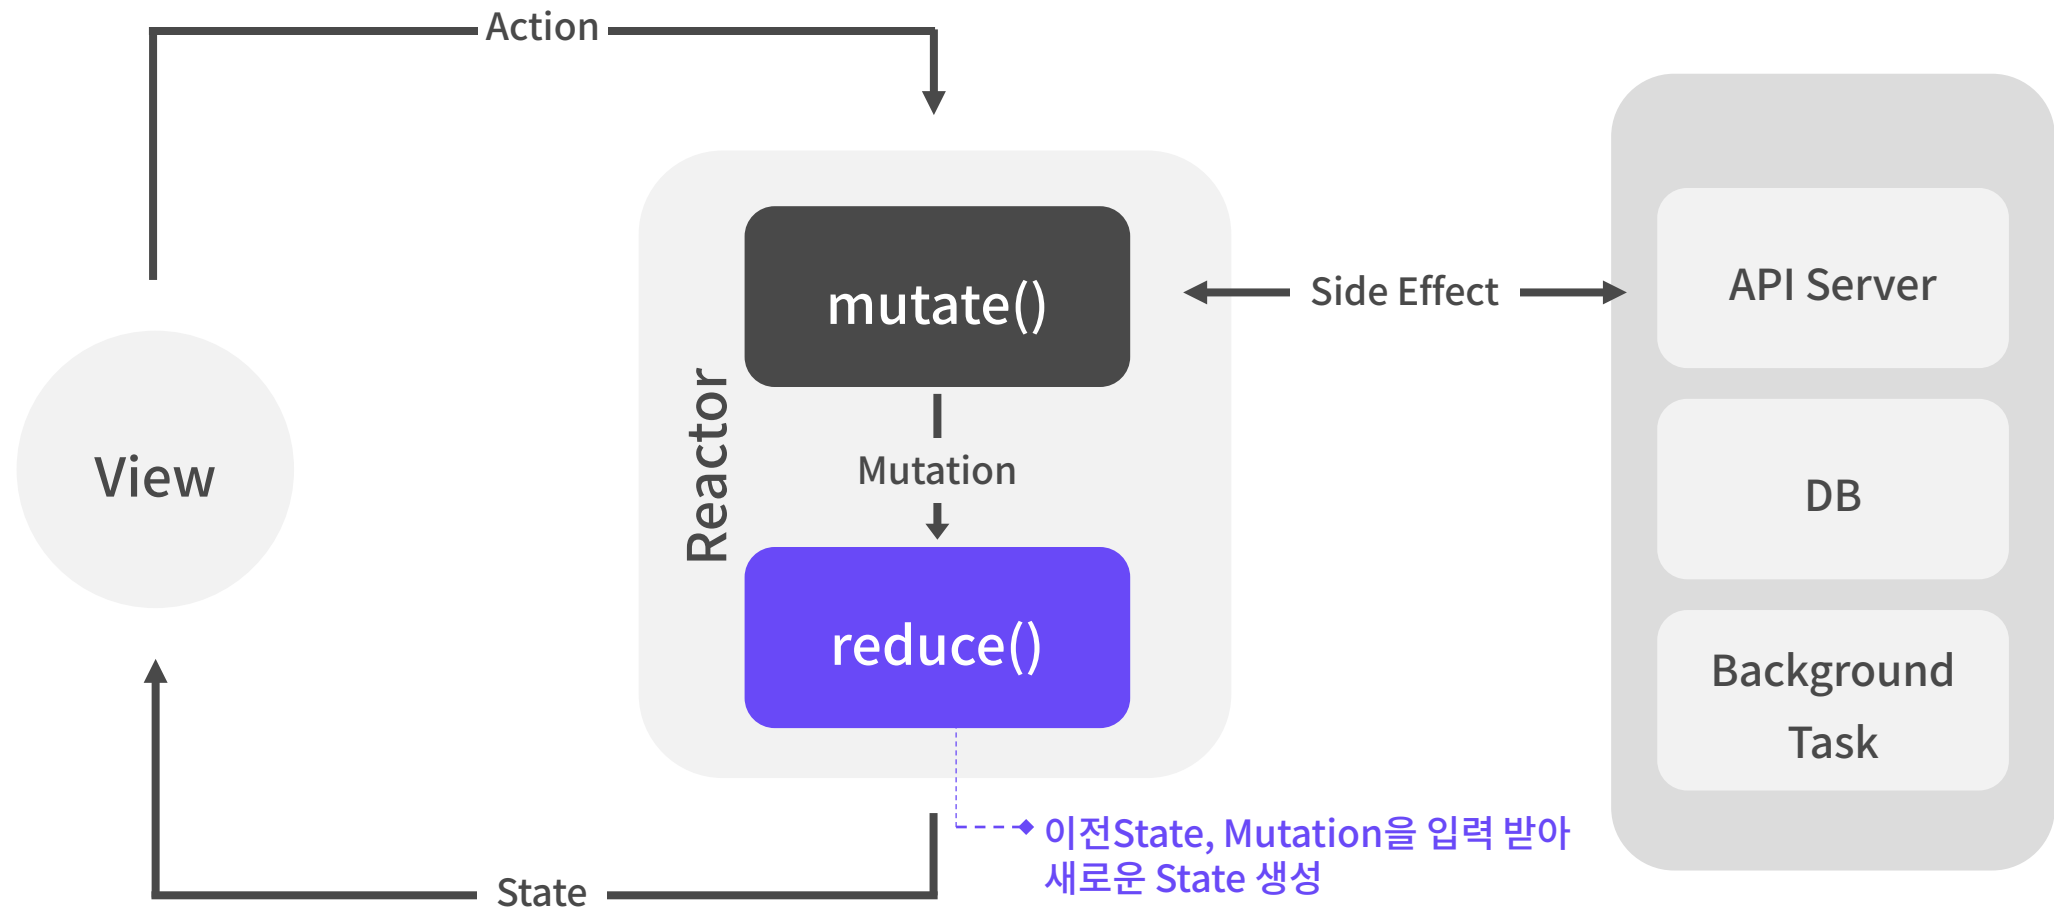 Action
mutate()
Side Effect
API Server
Reactor
Mutation
View
DB
reduce()
Background
Task
이전State, Mutation을 입력 받아
새로운 State 생성
State